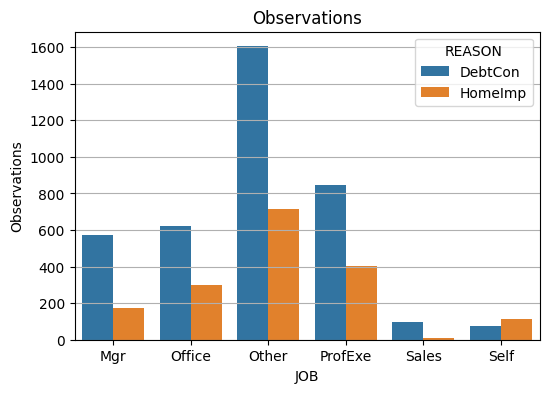 Observations
REASON
DebtCon
HomeImp
Observations
1600
1400
1200
1000
800
600
400
200
0
Mgr Office Other ProfExe Sales Self
JOB